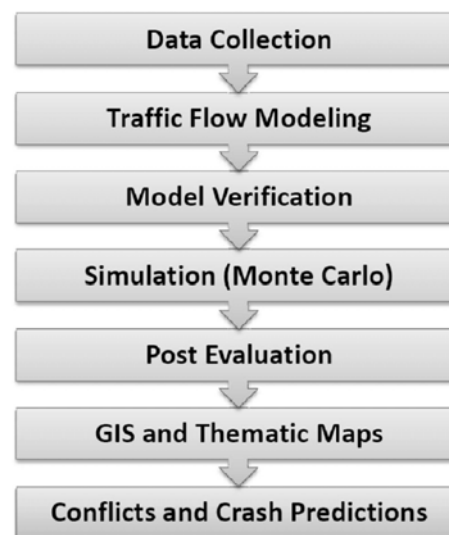 Data Collection
Traffic Flow Modeling
Model Verification
Simulation (Monte Carlo)
Post Evaluation
GIS and Thematic Maps
Conflicts and Crash Predictions